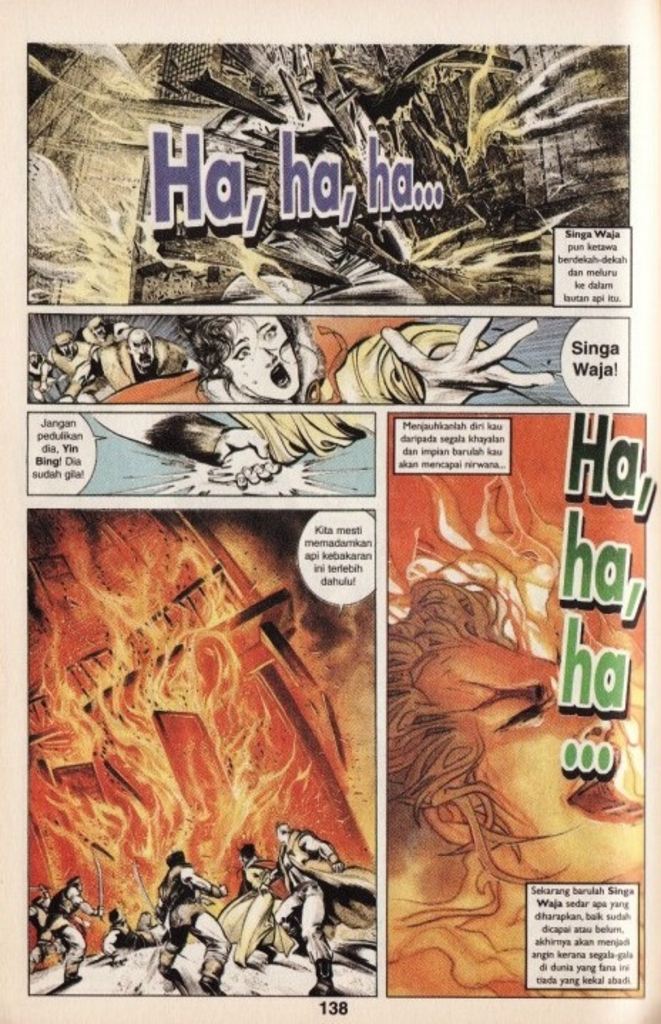 Ha, ha, ha...
Singa Waja
pun ketawa
berdekah-dekah
dan meluru
ke dalam
lautan api itu.
Singa
Waja!
Jangan
pedulikan
dia, Yin
Bing! Dia
sudah gila!
Menjauhkanlah diri kau
daripada segala khayalan
dan impian barulah kau
akan mencapai nirwana...
Ha,
ha,
ha
...
Kita mesti
memadamkan
api kebakaran
ini terlebih
dahulu!
Sekarang barulah Singa
Waja sedar apa yang
diharapkan, baik sudah
dicapai atau belum,
akhirnya akan menjadi
angin kerana segala-gala
di dunia yang fana ini
tiada yang kekal abadi.
138